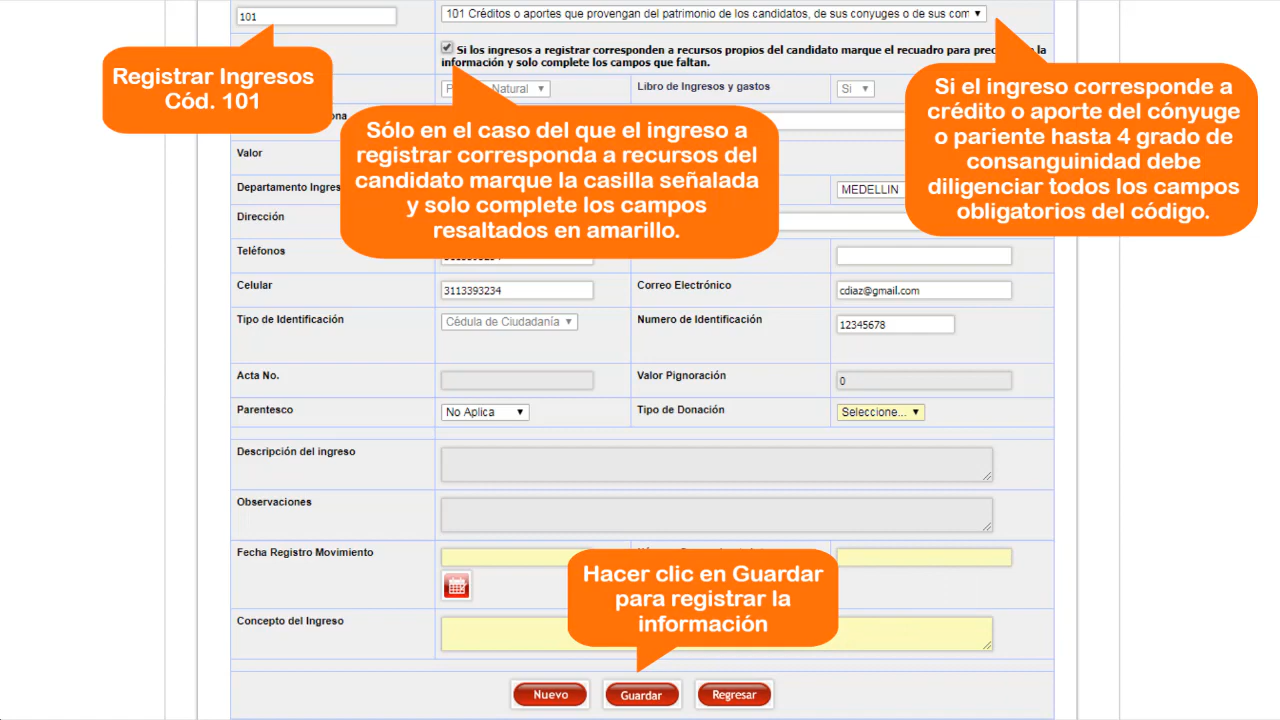 101
101 Créditos o aportes que provengan del patrimonio de los candidatos, de sus conyuges o de sus com
Si los ingresos a registrar corresponden a recursos propios del candidato marque el recuadro para la
información y solo complete los campos que faltan.
Registrar Ingresos
Cód. 101
Natural
Libro de Ingresos y gastos
Si
Si el ingreso corresponde a
crédito o aporte del cónyuge
o pariente hasta 4 grado de
consanguinidad debe
diligenciar todos los campos
obligatorios del código.
Sólo en el caso del que el ingreso a
registrar corresponda a recursos del
candidato marque la casilla señalada
y solo complete los campos
resaltados en amarillo.
Valor
Departamento
MEDELLIN
Dirección
Teléfonos
Celular
3113393234
Correo Electrónico
cdiaz@gmail.com
Tipo de Identificación
Cédula de Ciudadanía
Numero de Identificación
12345678
Acta No.
Valor Pignoración
0
Parentesco
No Aplica
Tipo de Donación
Seleccione...
Descripción del ingreso
Observaciones
Fecha Registro Movimiento
Hacer clic en Guardar
para registrar la
información
Concepto del Ingreso
Nuevo
Guardar
Regresar